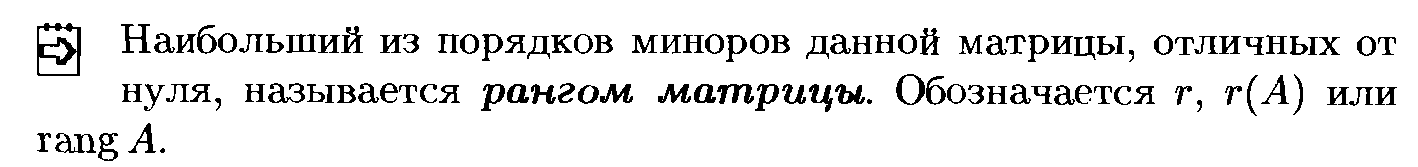 Наибольший из порядков миноров данной матрицы, отличных от
нуля, называется рангом матрицы. Обозначается r, r(A) или
rang A.